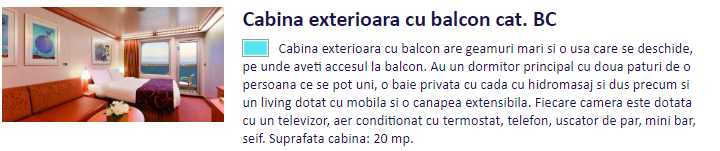 Cabina exterioara cu balcon cat. BC
Cabina exterioara cu balcon are geamuri mari si o usa care se deschide,
pe unde aveti accesul la balcon. Au un dormitor principal cu doua paturi de o
persoana ce se pot uni, o baie privata cu cada cu hidromasaj si dus precum si
un living dotat cu mobila si o canapea extensibila. Fiecare camera este dotata
cu un televizor, aer conditionat cu termostat, telefon, uscator de par, mini bar,
seif. Suprafata cabina: 20 mp.